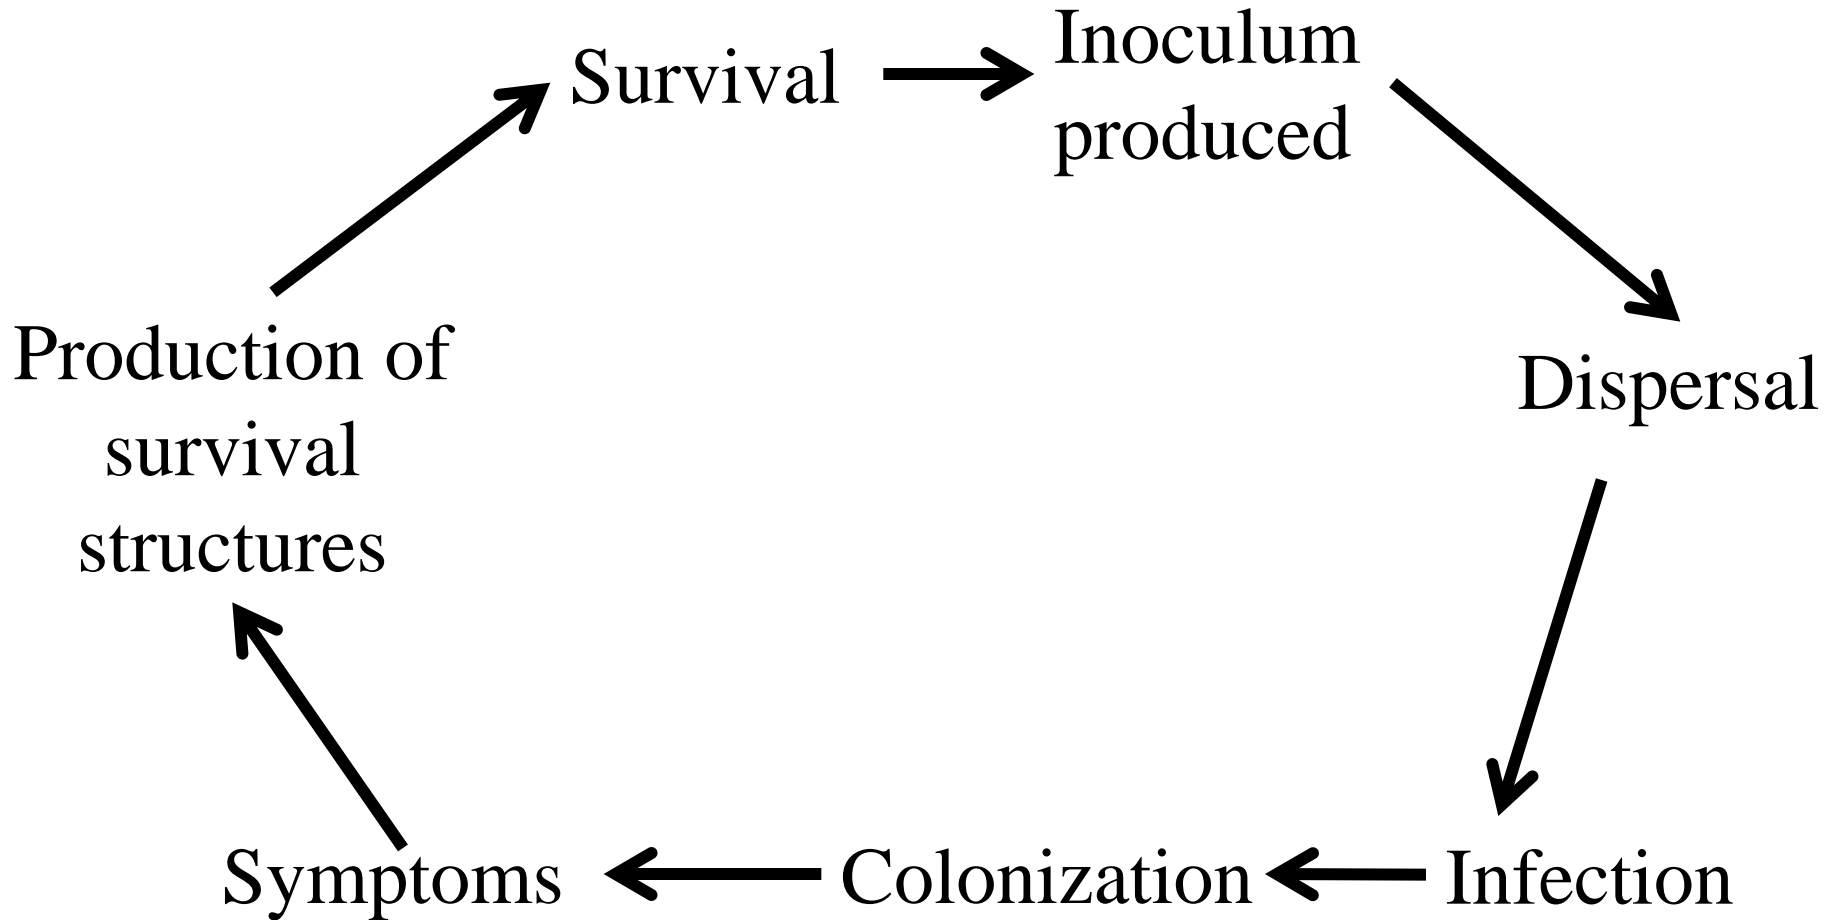 Survival
Inoculum
produced
Dispersal
Infection
Colonization
Symptoms
Production of
survival
structures